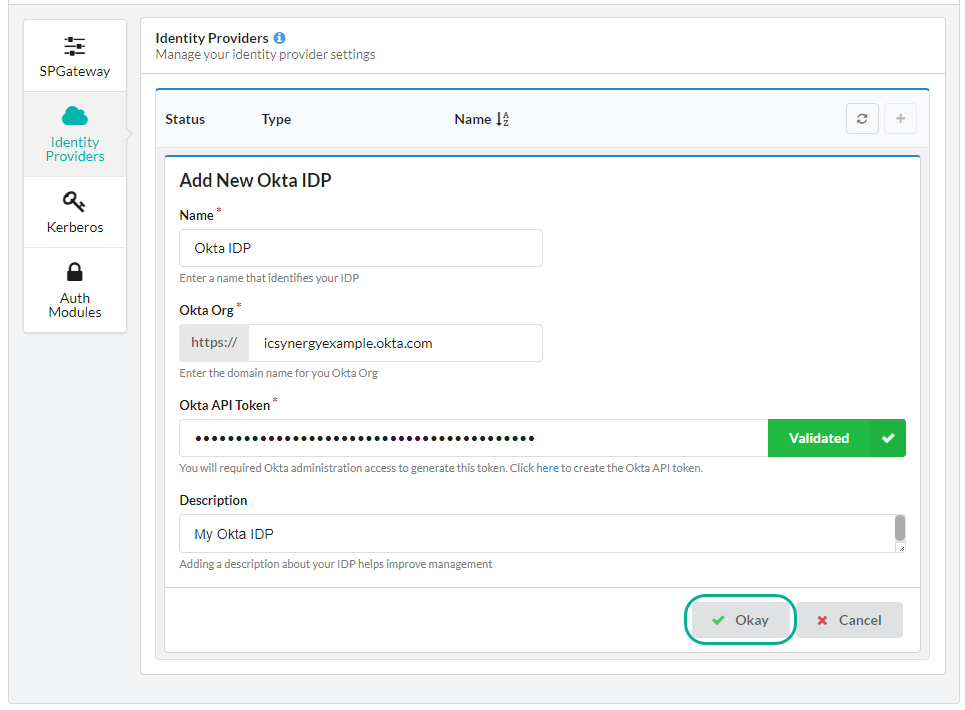 SPGateway
Identity
Providers
Kerberos
Auth
Modules
Identity Providers
Manage your identity provider settings
Status Type Name
Add New Okta IDP
Name *
Okta IDP
Enter a name that identifies your IDP
Okta Org *
https:// icsynergyexample.okta.com
Enter the domain name for you Okta Org
Okta API Token *
•••••••••••••••••••••••••••••••••••••••••• Validated
You will required Okta administration access to generate this token. Click here to create the Okta API token.
Description
My Okta IDP
Adding a description about your IDP helps improve management
Okay Cancel